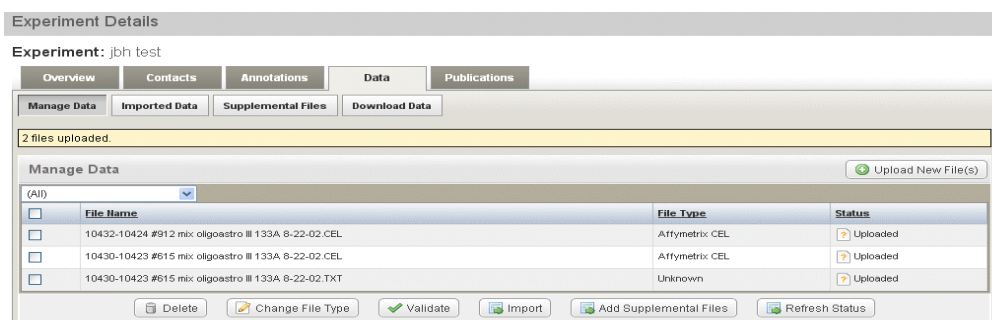 Experiment Details
Experiment: jbh test
Overview Contacts Annotations Data Publications
Manage Data Imported Data Supplemental Files Download Data
2 files uploaded.
Manage Data Upload New File(s)
(All)
File Name File Type Status
10432-10424 #912 mix oligoastro III 133A 8-22-02.CEL Affymetrix CEL Uploaded
10430-10423 #615 mix oligoastro III 133A 8-22-02.CEL Affymetrix CEL Uploaded
10430-10423 #615 mix oligoastro III 133A 8-22-02.TXT Unknown Uploaded
Delete Change File Type Validate Import Add Supplemental Files Refresh Status